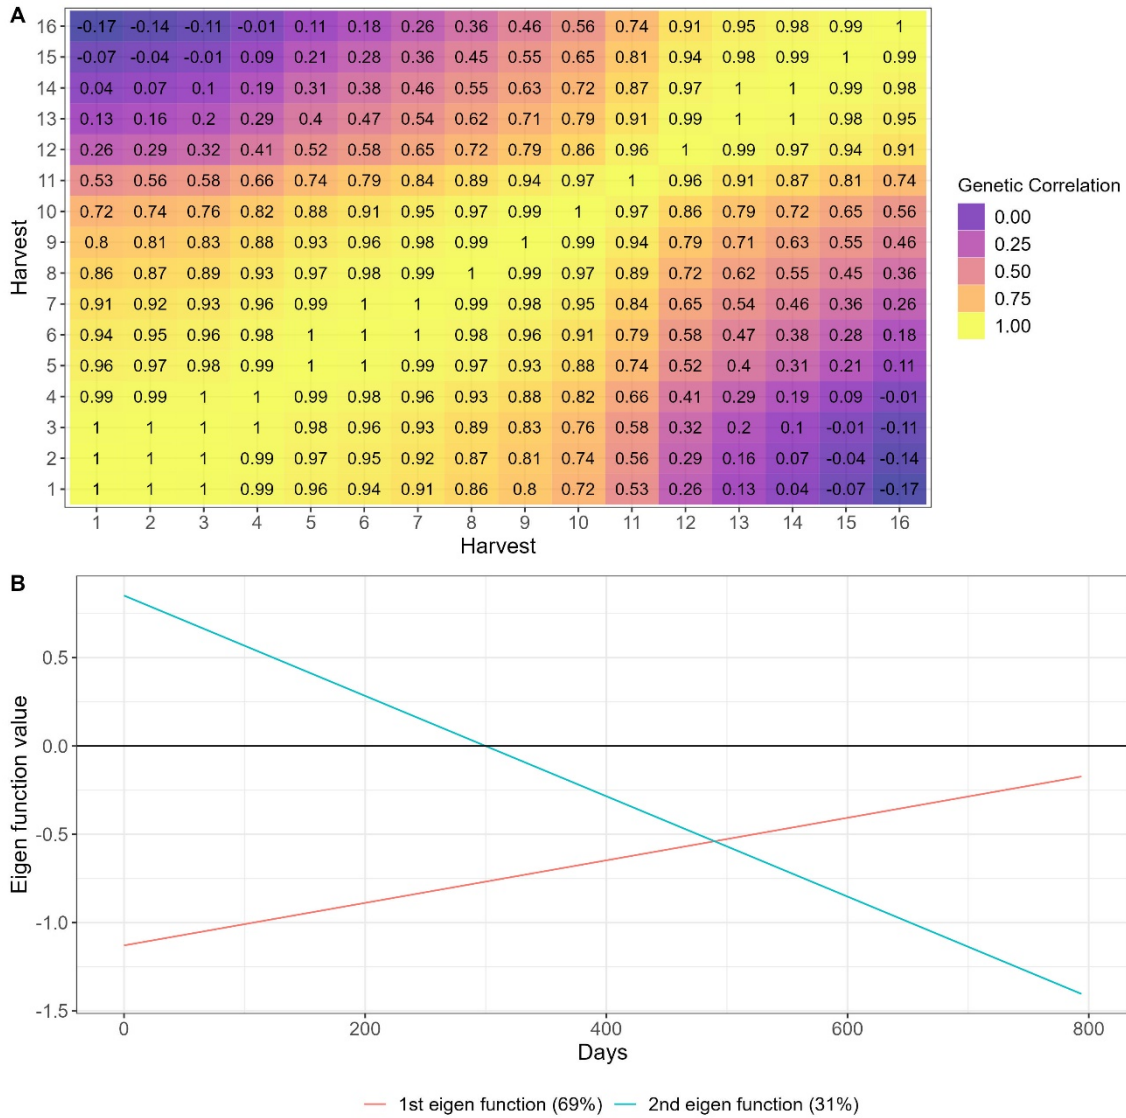 A
16 -0.17 -0.14 -0.11 -0.01 0.11 0.18 0.26 0.36 0.46 0.56 0.74 0.91 0.95 0.98 0.99 1
15 -0.07 -0.04 -0.01 0.09 0.21 0.28 0.36 0.45 0.55 0.65 0.81 0.94 0.98 0.99 1 0.99
14 0.04 0.07 0.1 0.19 0.31 0.38 0.46 0.55 0.63 0.72 0.87 0.97 1 1 0.99 0.98
13 0.13 0.16 0.2 0.29 0.4 0.47 0.54 0.62 0.71 0.79 0.91 0.99 1 1 0.98 0.95
12 0.26 0.29 0.32 0.41 0.52 0.58 0.65 0.72 0.79 0.86 0.96 1 0.99 0.97 0.94 0.91
11 0.53 0.56 0.58 0.66 0.74 0.79 0.84 0.89 0.94 0.97 1 0.96 0.91 0.87 0.81 0.74
10 0.72 0.74 0.76 0.82 0.88 0.91 0.95 0.97 0.99 1 0.97 0.86 0.79 0.72 0.65 0.56
9 0.8 0.81 0.83 0.88 0.93 0.96 0.98 0.99 1 0.99 0.94 0.79 0.71 0.63 0.55 0.46
8 0.86 0.87 0.89 0.93 0.97 0.98 0.99 1 0.99 0.97 0.89 0.72 0.62 0.55 0.45 0.36
7 0.91 0.92 0.93 0.96 0.99 1 1 0.99 0.98 0.95 0.84 0.65 0.54 0.46 0.36 0.26
6 0.94 0.95 0.96 0.98 1 1 1 0.98 0.96 0.91 0.79 0.58 0.47 0.38 0.28 0.18
5 0.96 0.97 0.98 0.99 1 1 0.99 0.97 0.93 0.88 0.74 0.52 0.4 0.31 0.21 0.11
4 0.99 0.99 1 1 0.99 0.98 0.96 0.93 0.88 0.82 0.66 0.41 0.29 0.19 0.09 -0.01
3 1 1 1 1 0.98 0.96 0.93 0.89 0.83 0.76 0.58 0.32 0.2 0.1 -0.01 -0.11
2 1 1 1 0.99 0.97 0.95 0.92 0.87 0.81 0.74 0.56 0.29 0.16 0.07 -0.04 -0.14
1 1 1 1 0.99 0.96 0.94 0.91 0.86 0.8 0.72 0.53 0.26 0.13 0.04 -0.07 -0.17
1 2 3 4 5 6 7 8 9 10 11 12 13 14 15 16
Harvest
Harvest
Genetic Correlation
0.00
0.25
0.50
0.75
1.00
B
Eigen function value
0.5
0.0
-0.5
-1.0
-1.5
0 200 400 600 800
Days
1st eigen function (69%) 2nd eigen function (31%)